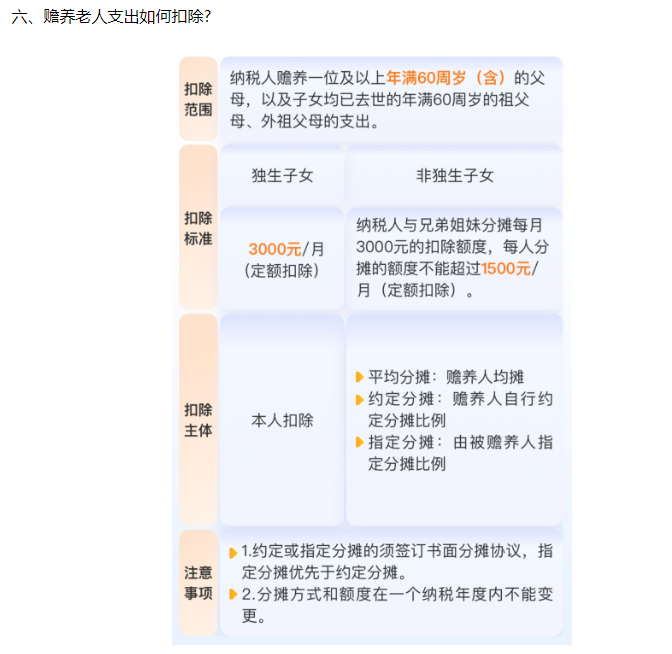 六、赡养老人支出如何扣除?
扣除
范围
纳税人赡养一位及以上年满60周岁（含）的父
母，以及子女均已去世的年满60周岁的祖父
母、外祖父母的支出。
扣除
标准
独生子女
非独生子女
3000元/月
（定额扣除）
纳税人与兄弟姐妹分摊每月
3000元的扣除额度，每人分
摊的额度不能超过1500元/
月（定额扣除）。
扣除
主体
本人扣除
平均分摊：赡养人均摊
约定分摊：赡养人自行约
定分摊比例
指定分摊：由被赡养人指
定分摊比例
注意
事项
1.约定或指定分摊的须签订书面分摊协议，指
定分摊优先于约定分摊。
2.分摊方式和额度在一个纳税年度内不能变
更。